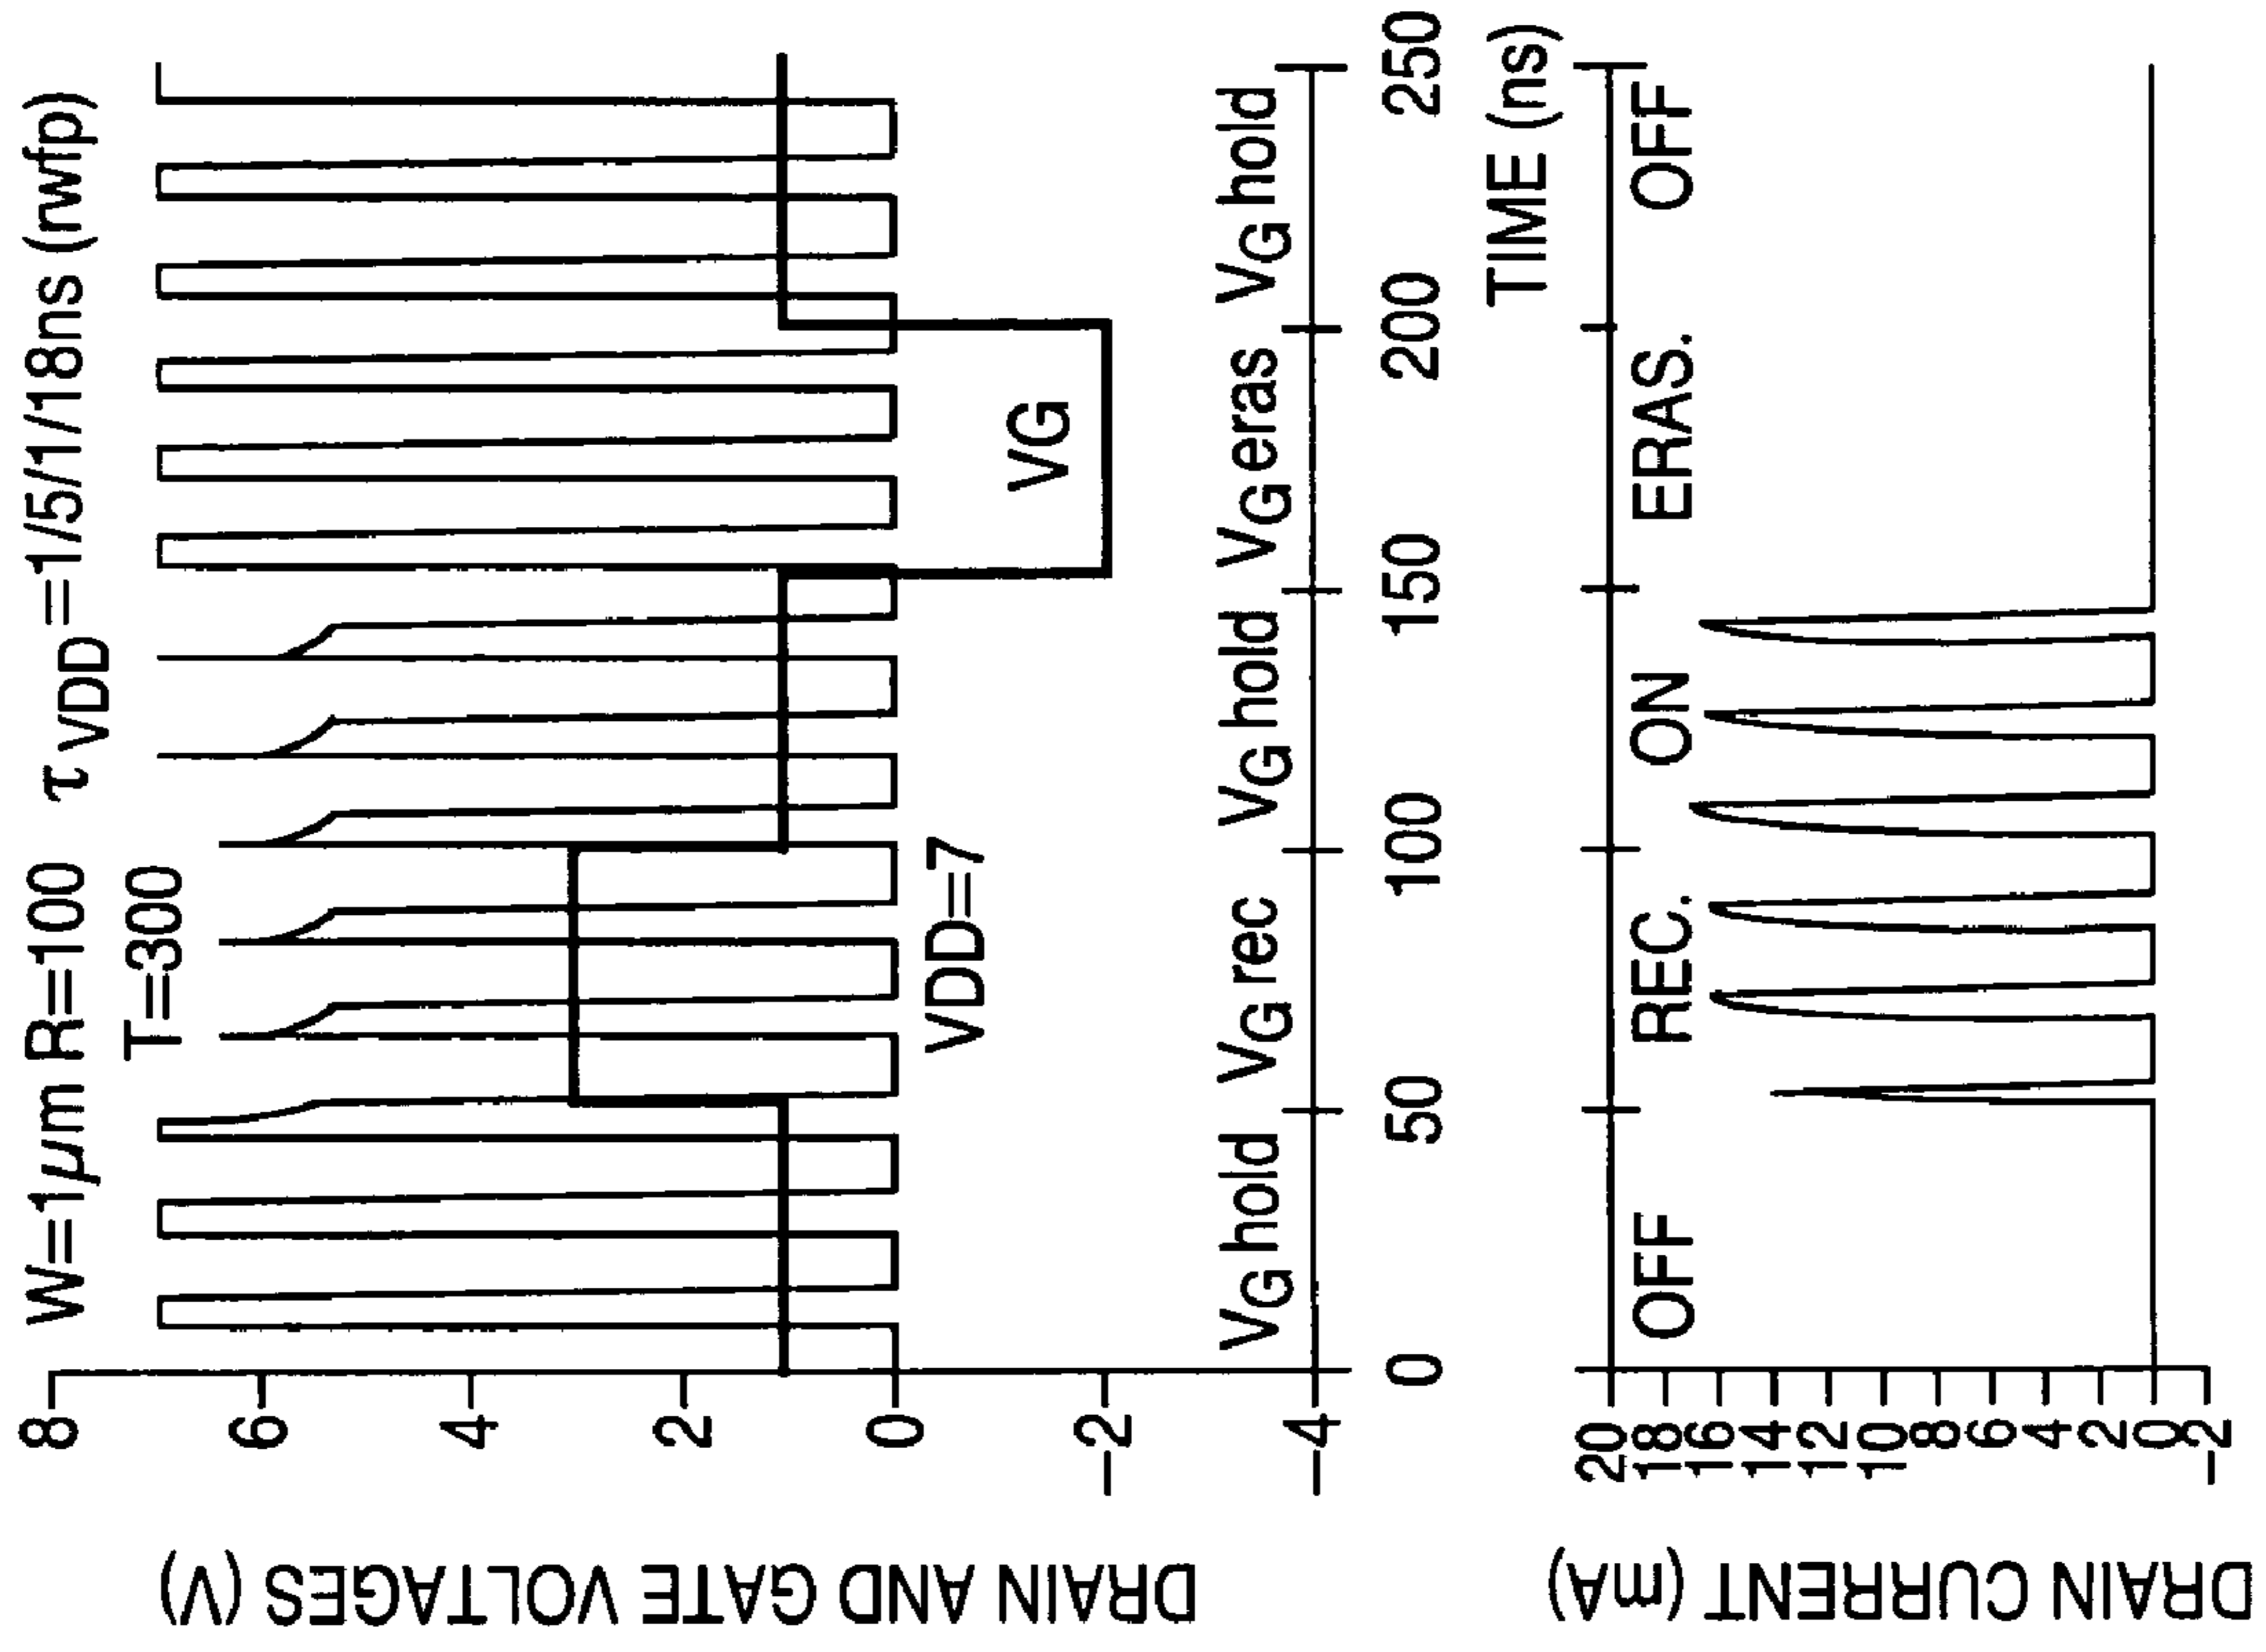 W=1μm R=100 τ VDD=1/5/1/18ns (rwfp)
T=300
8
6
4
2
0
-2
-4
DRAIN AND GATE VOLTAGES (V)
VDD=7
VG
VG hold VG rec VG hold VG eras VG hold
0 50 100 150 200 250
TIME (ns)
20
18
16
14
12
10
8
6
4
2
0
-2
DRAIN CURRENT (mA)
OFF REC. ON ERAS. OFF